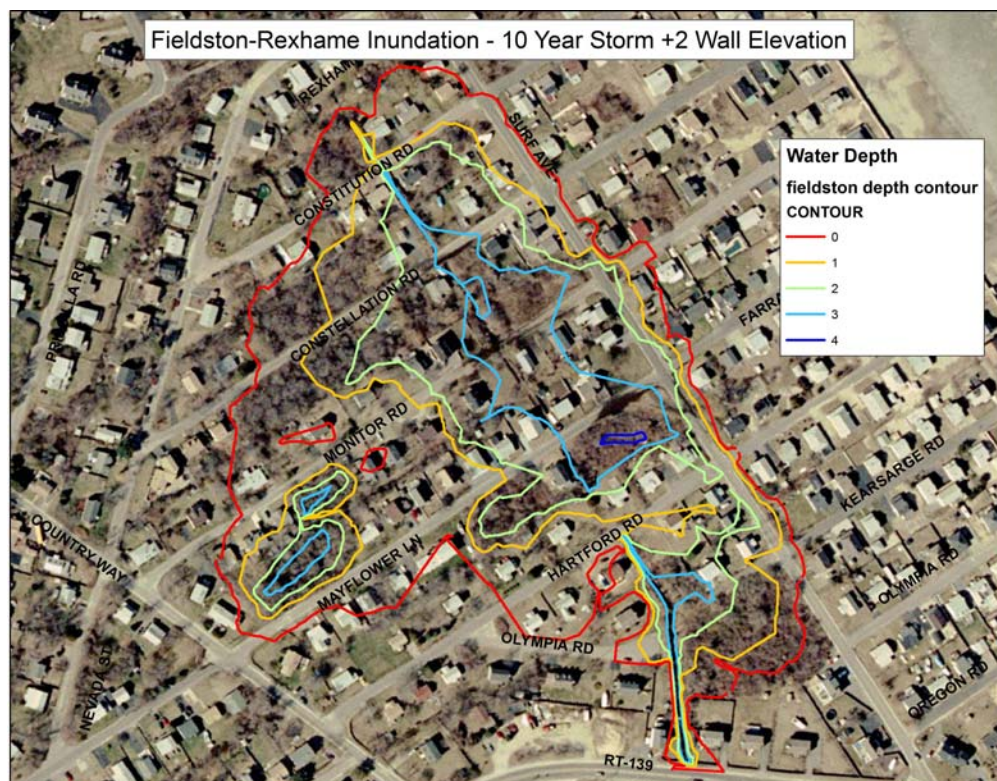 Fieldston-Rexhame Inundation - 10 Year Storm +2 Wall Elevation
REXHAM
SURF AVE
CONSTITUTION RD
Water Depth
fieldston depth contour
CONTOUR
0
1
2
3
4
CONSTELLATION RD
FARRA
MONITOR RD
KEARSARGE RD
COUNTRY WAY
MAYFLOWER LN
HARTFORD RD
OLYMPIA RD
OLYMPIA RD
NEVADA ST
OREGON RD
RT-139